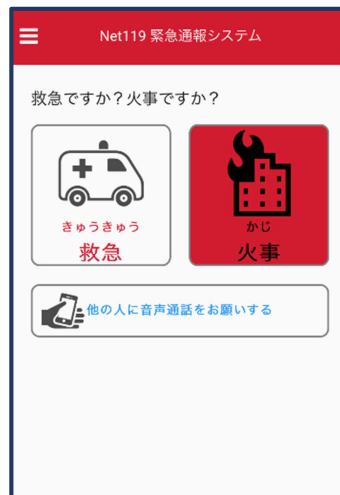 Net119 緊急通報システム
救急ですか？火事ですか？
きゅうきゅう
救急
かじ
火事
他の人に音声通話をお願いする